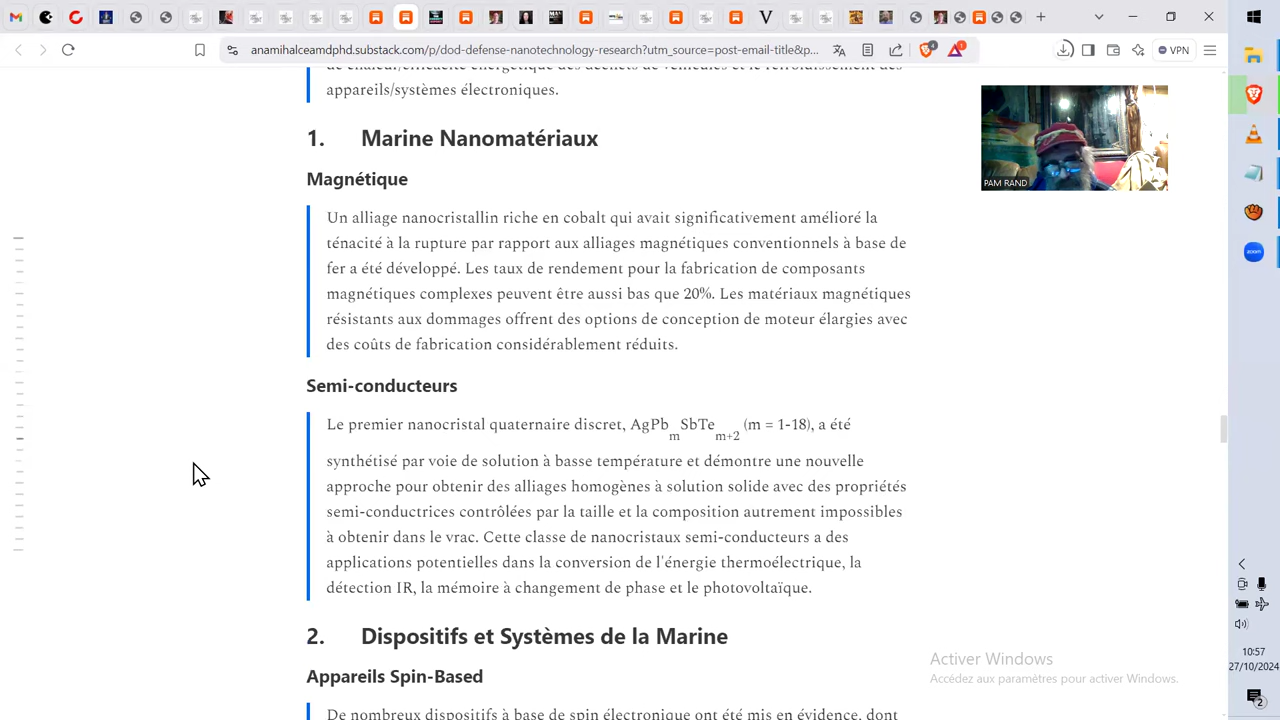 anamihalceamdphd.substack.com/p/dod-defense-nanotechnology-research?utm_source=post-email-title&p...
VPN
appareils/systèmes électroniques.
1. Marine Nanomatériaux
Magnétique
Un alliage nanocristallin riche en cobalt qui avait significativement amélioré la
ténacité à la rupture par rapport aux alliages magnétiques conventionnels à base de
fer a été développé. Les taux de rendement pour la fabrication de composants
magnétiques complexes peuvent être aussi bas que 20%. Les matériaux magnétiques
résistants aux dommages offrent des options de conception de moteur élargies avec
des coûts de fabrication considérablement réduits.
Semi-conducteurs
Le premier nanocristal quaternaire discret, AgPbmSbTem+2 (m = 1-18), a été
synthétisé par voie de solution à basse température et démontre une nouvelle
approche pour obtenir des alliages homogènes à solution solide avec des propriétés
semi-conductrices contrôlées par la taille et la composition autrement impossibles
à obtenir dans le vrac. Cette classe de nanocristaux semi-conducteurs a des
applications potentielles dans la conversion de l'énergie thermoélectrique, la
détection IR, la mémoire à changement de phase et le photovoltaïque.
2. Dispositifs et Systèmes de la Marine
Appareils Spin-Based
De nombreux dispositifs à base de spin électronique ont été mis en évidence, dont
PAM RAND
Activer Windows
Accédez aux paramètres pour activer Windows.
zoom
10:57
27/10/2024
2